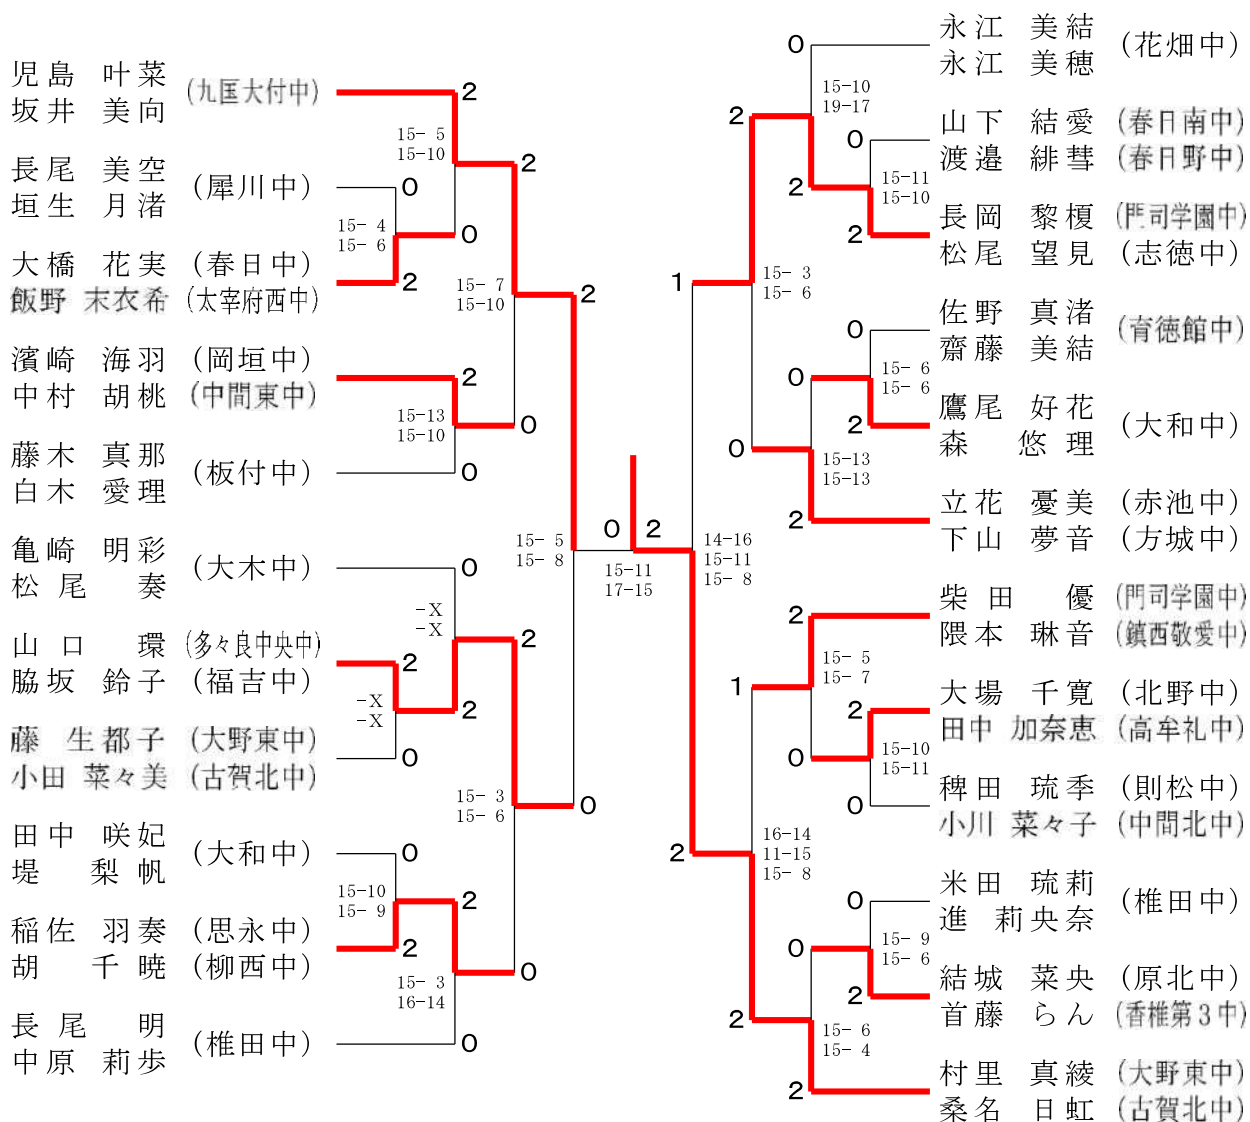 児島 叶菜 (九国大付中)
坂井 美向
長尾 美空 (犀川中)
垣生 月渚
大橋 花実 (春日中)
飯野 末衣希 (太宰府西中)
濱崎 海羽 (岡垣中)
中村 胡桃 (中間東中)
藤木 真那 (板付中)
白木 愛理
亀崎 明彩 (大木中)
松尾 奏
山口 環 (多々良中央中)
脇坂 鈴子 (福吉中)
藤 生都子 (大野東中)
小田 菜々美 (古賀北中)
田中 咲妃 (大和中)
堤 梨帆
稲佐 羽奏 (思永中)
胡 千暁 (柳西中)
長尾 明 (椎田中)
中原 莉歩
2
15- 5
15-10
2
0
15- 4
15- 6
0
2
15- 7
15-10
2
2
15-13
15-10
0
0
15- 5
15- 8
0
-X
-X
2
2
-X
-X
2
0
15- 3
15- 6
0
0
15-10
15- 9
2
2
15- 3
16-14
0
0
0 2
15-11
17-15
永江 美結 (花畑中)
永江 美穂
山下 結愛 (春日南中)
渡邉 緋彗 (春日野中)
長岡 黎榎 (門司学園中)
松尾 望見 (志徳中)
佐野 真渚 (育徳館中)
齋藤 美結
鷹尾 好花 (大和中)
森 悠理
立花 憂美 (赤池中)
下山 夢音 (方城中)
柴田 優 (門司学園中)
隈本 琳音 (鎮西敬愛中)
大場 千寛 (北野中)
田中 加奈恵 (高牟礼中)
稗田 琉季 (則松中)
小川 菜々子 (中間北中)
米田 琉莉 (椎田中)
進 莉央奈
結城 菜央 (原北中)
首藤 らん (香椎第3中)
村里 真綾 (大野東中)
桑名 日虹 (古賀北中)
0
15-10
19-17
2
0
15-11
15-10
2
2
1
15- 3
15- 6
0
15- 6
15- 6
0
2
0
15-13
15-13
2
14-16
15-11
15- 8
2
15- 5
15- 7
1
2
15-10
15-11
0
0
2
16-14
11-15
15- 8
0
15- 9
15- 6
0
2
2
15- 6
15- 4
2